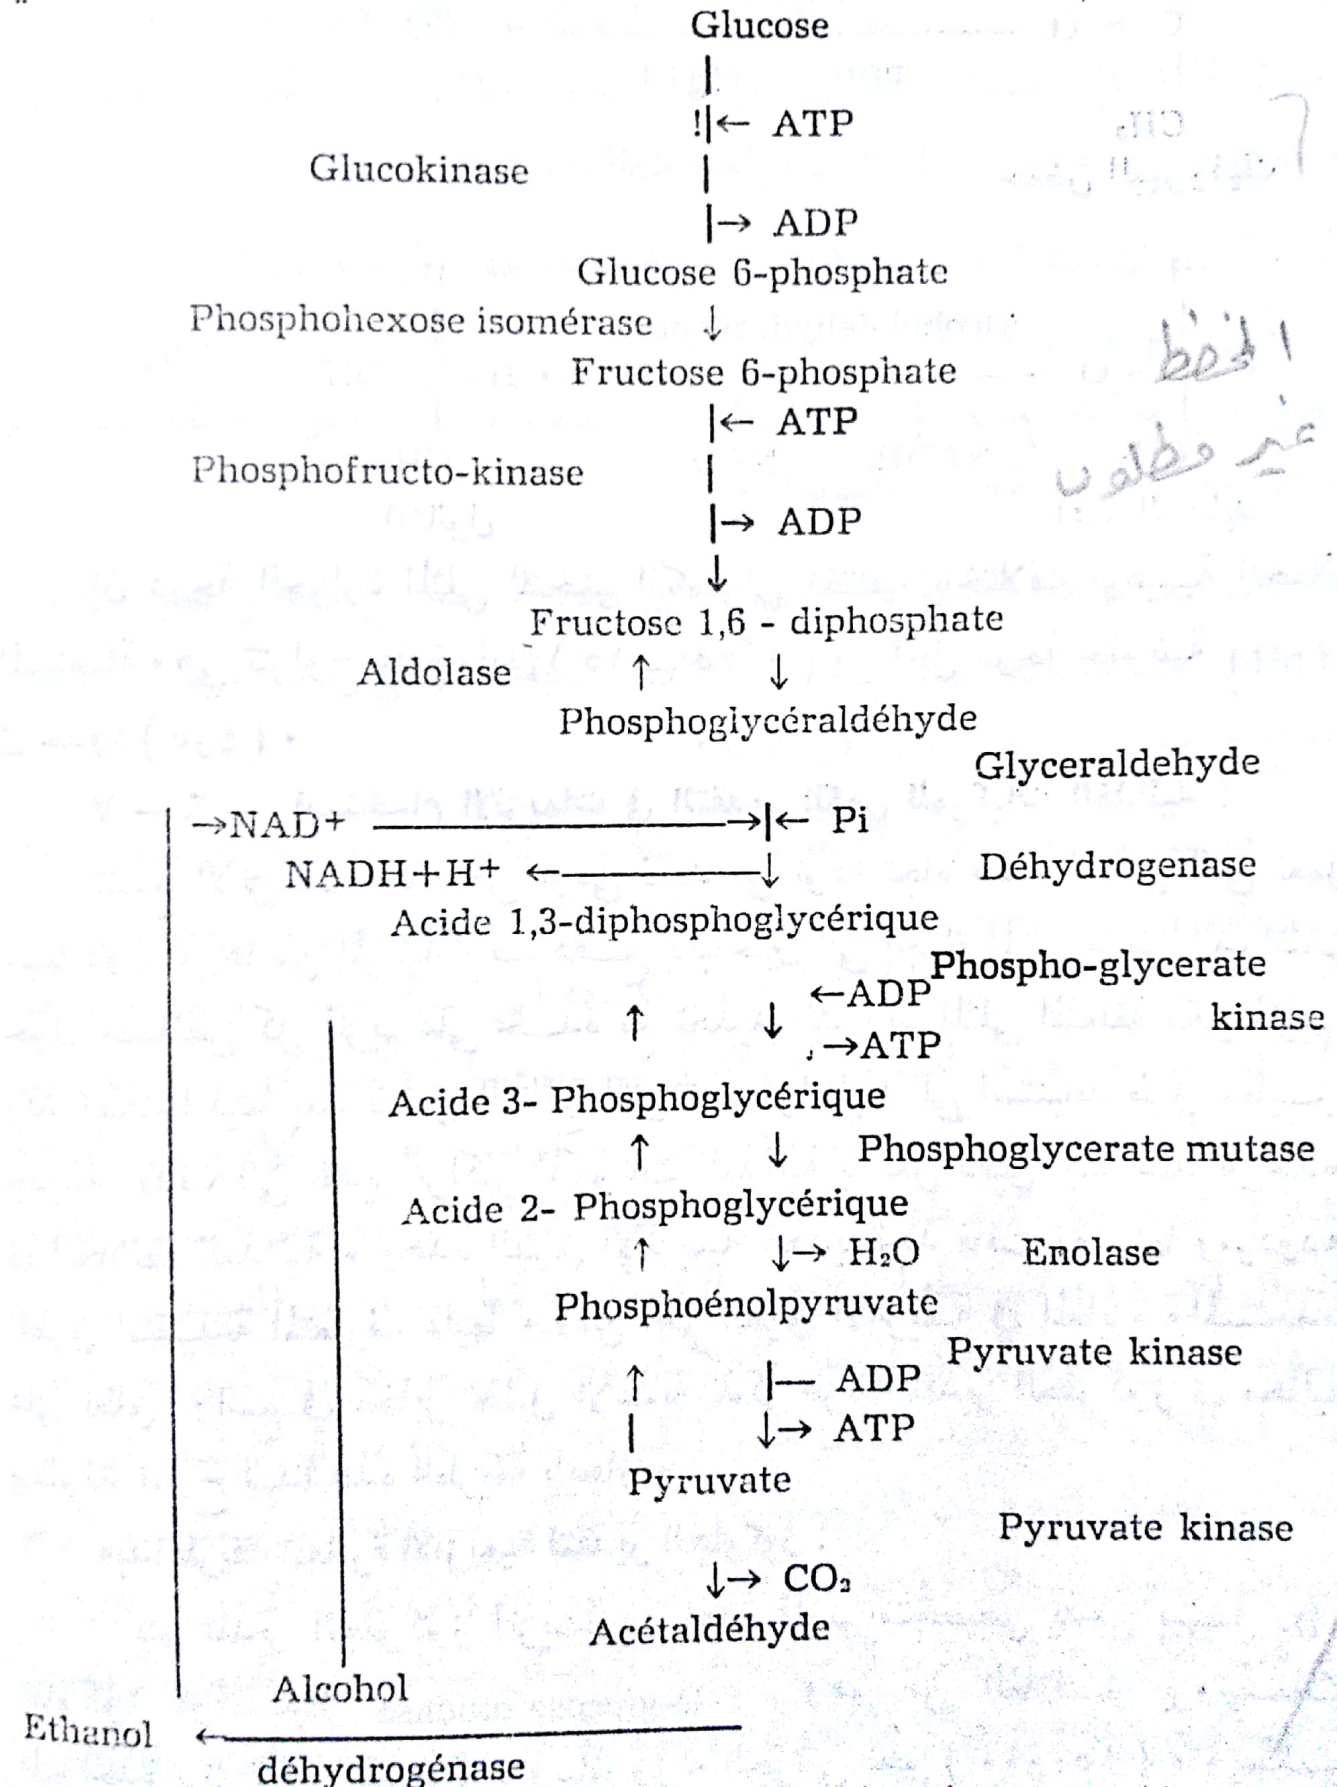 Glucose
!|← ATP
Glucokinase
|→ ADP
Glucose 6-phosphate
Phosphohexose isomérase ↓
Fructose 6-phosphate
|← ATP
Phosphofructo-kinase
|→ ADP
↓
Fructose 1,6 - diphosphate
Aldolase ↑ ↓
Phosphoglycéraldéhyde
Glyceraldehyde
→NAD+ →|← Pi
NADH+H+ ← ↓ Déhydrogenase
Acide 1,3-diphosphoglycérique
Phospho-glycerate
←ADP
↑ ↓ kinase
→ATP
Acide 3- Phosphoglycérique
↑ ↓ Phosphoglycerate mutase
Acide 2- Phosphoglycérique
↑ ↓→ H₂O Enolase
Phosphoénolpyruvate
Pyruvate kinase
↑ |— ADP
| ↓→ ATP
Pyruvate
Pyruvate kinase
↓→ CO₂
Acétaldéhyde
Alcohol
Ethanol ←
déhydrogénase
المخطط
غير مطلوب